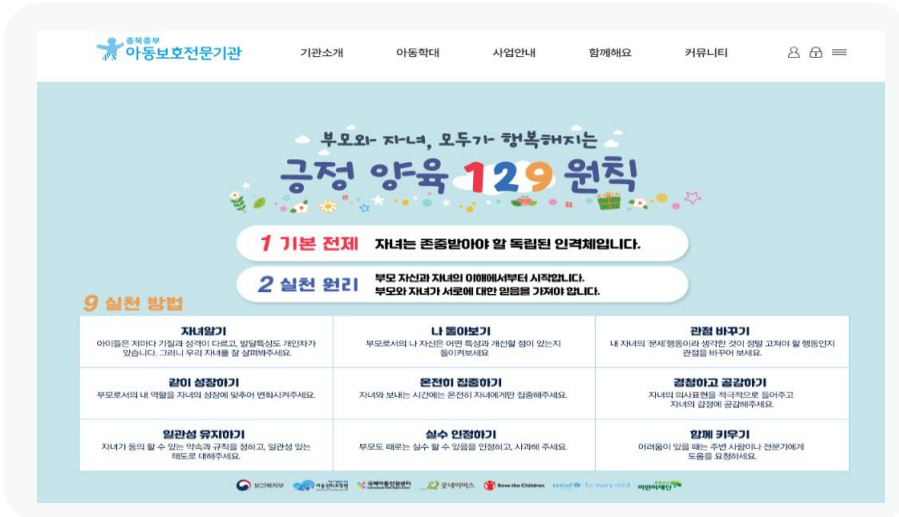 충북중부
아동보호전문기관
기관소개 아동학대 사업안내 함께해요 커뮤니티
부모와 자녀, 모두가 행복해지는
긍정 양육 129 원칙
1 기본 전제 자녀는 존중받아야 할 독립된 인격체입니다.
2 실천 원리 부모 자신과 자녀의 이해에서부터 시작합니다.
부모와 자녀가 서로에 대한 믿음을 가져야 합니다.
9 실천 방법
자녀알기
아이들은 저마다 기질과 성격이 다르고, 발달특성도 개인차가
있습니다. 그러니 우리 자녀를 잘 살펴봐주세요.
나 돌아보기
부모로서의 나 자신은 어떤 특성과 개선할 점이 있는지
돌이켜보세요
관점 바꾸기
내 자녀의 '문제'행동이라 생각한 것이 정말 고쳐야 할 행동인지
관점을 바꾸어 보세요.
같이 성장하기
부모로서의 내 역할을 자녀의 성장에 맞추어 변화시켜주세요.
온전히 집중하기
자녀와 보내는 시간에는 온전히 자녀에게만 집중해주세요.
경청하고 공감하기
자녀의 의사표현을 적극적으로 들어주고
자녀의 감정에 공감해주세요.
일관성 유지하기
자녀가 동의 할 수 있는 약속과 규칙을 정하고, 일관성 있는
태도로 대해주세요.
실수 인정하기
부모도 때로는 실수 할 수 있음을 인정하고, 사과해 주세요.
함께 키우기
어려움이 있을 때는 주변 사람이나 전문가에게
도움을 요청하세요.
보건복지부 아동권리보장원 국제아동인권센터 굿네이버스 Save the Children unicef for every child 어린이재단